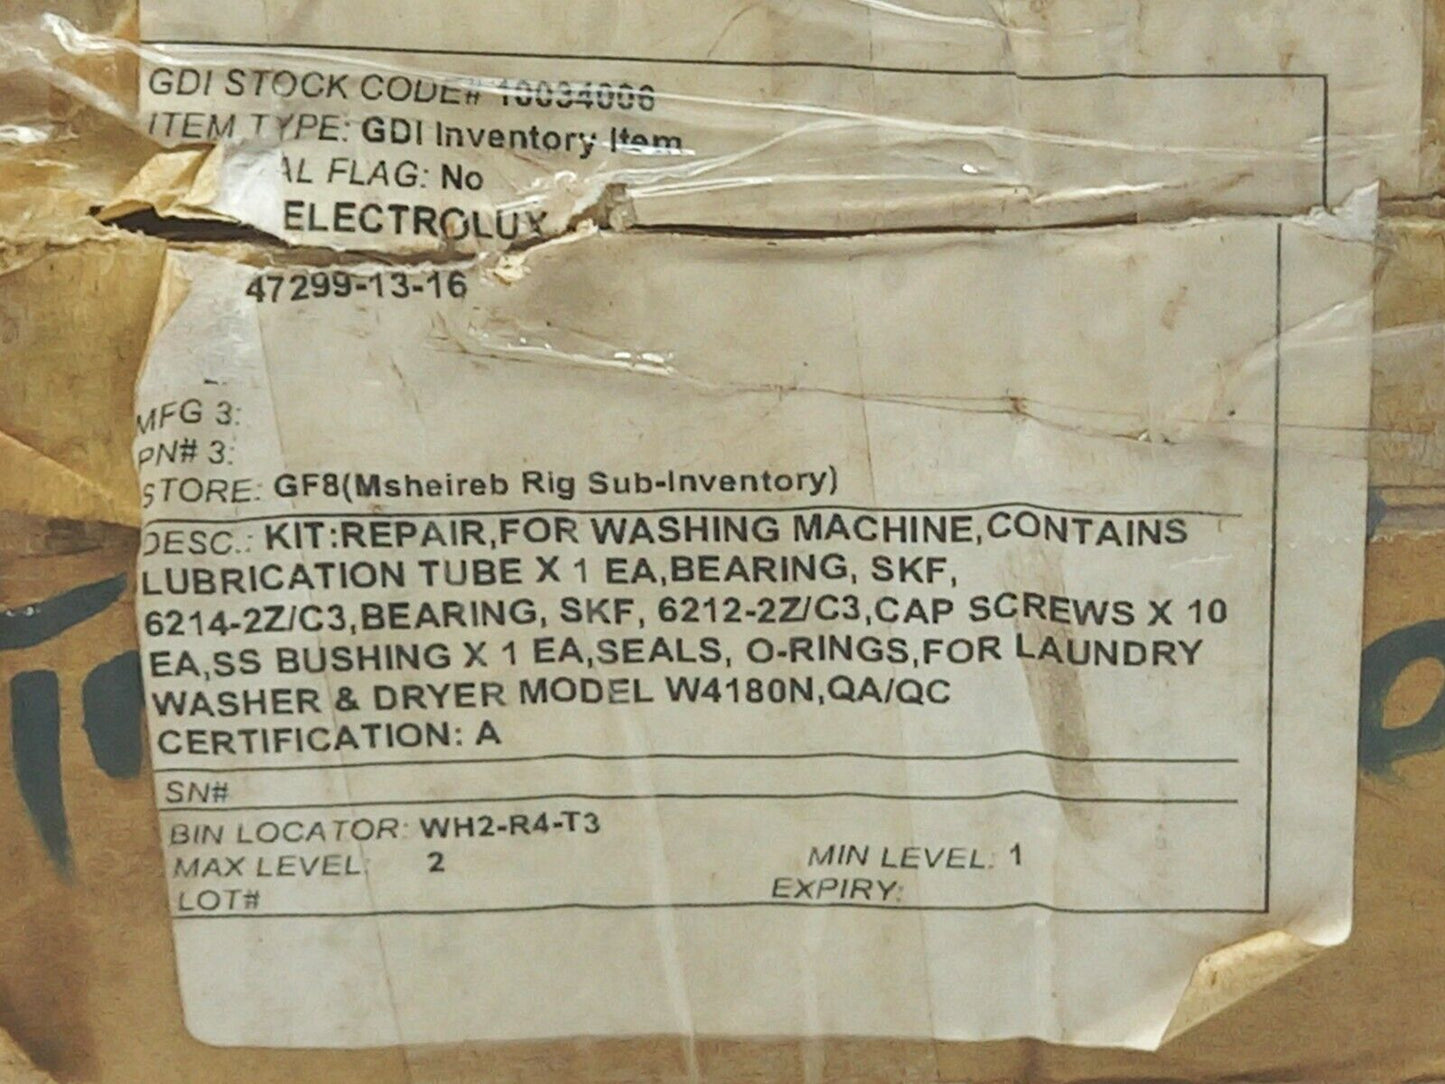 GDI STOCK CODE# 10034006
ITEM TYPE: GDI Inventory Item
AL FLAG: No
ELECTROLUX
47299-13-16
MFG 3:
PN# 3:
STORE: GF8(Msheireb Rig Sub-Inventory)
DESC.: KIT:REPAIR,FOR WASHING MACHINE,CONTAINS
LUBRICATION TUBE X 1 EA,BEARING, SKF,
6214-2Z/C3,BEARING, SKF, 6212-2Z/C3,CAP SCREWS X 10
EA,SS BUSHING X 1 EA,SEALS, O-RINGS,FOR LAUNDRY
WASHER & DRYER MODEL W4180N,QA/QC
CERTIFICATION: A
SN#
BIN LOCATOR: WH2-R4-T3
MAX LEVEL: 2 MIN LEVEL: 1
LOT# EXPIRY: